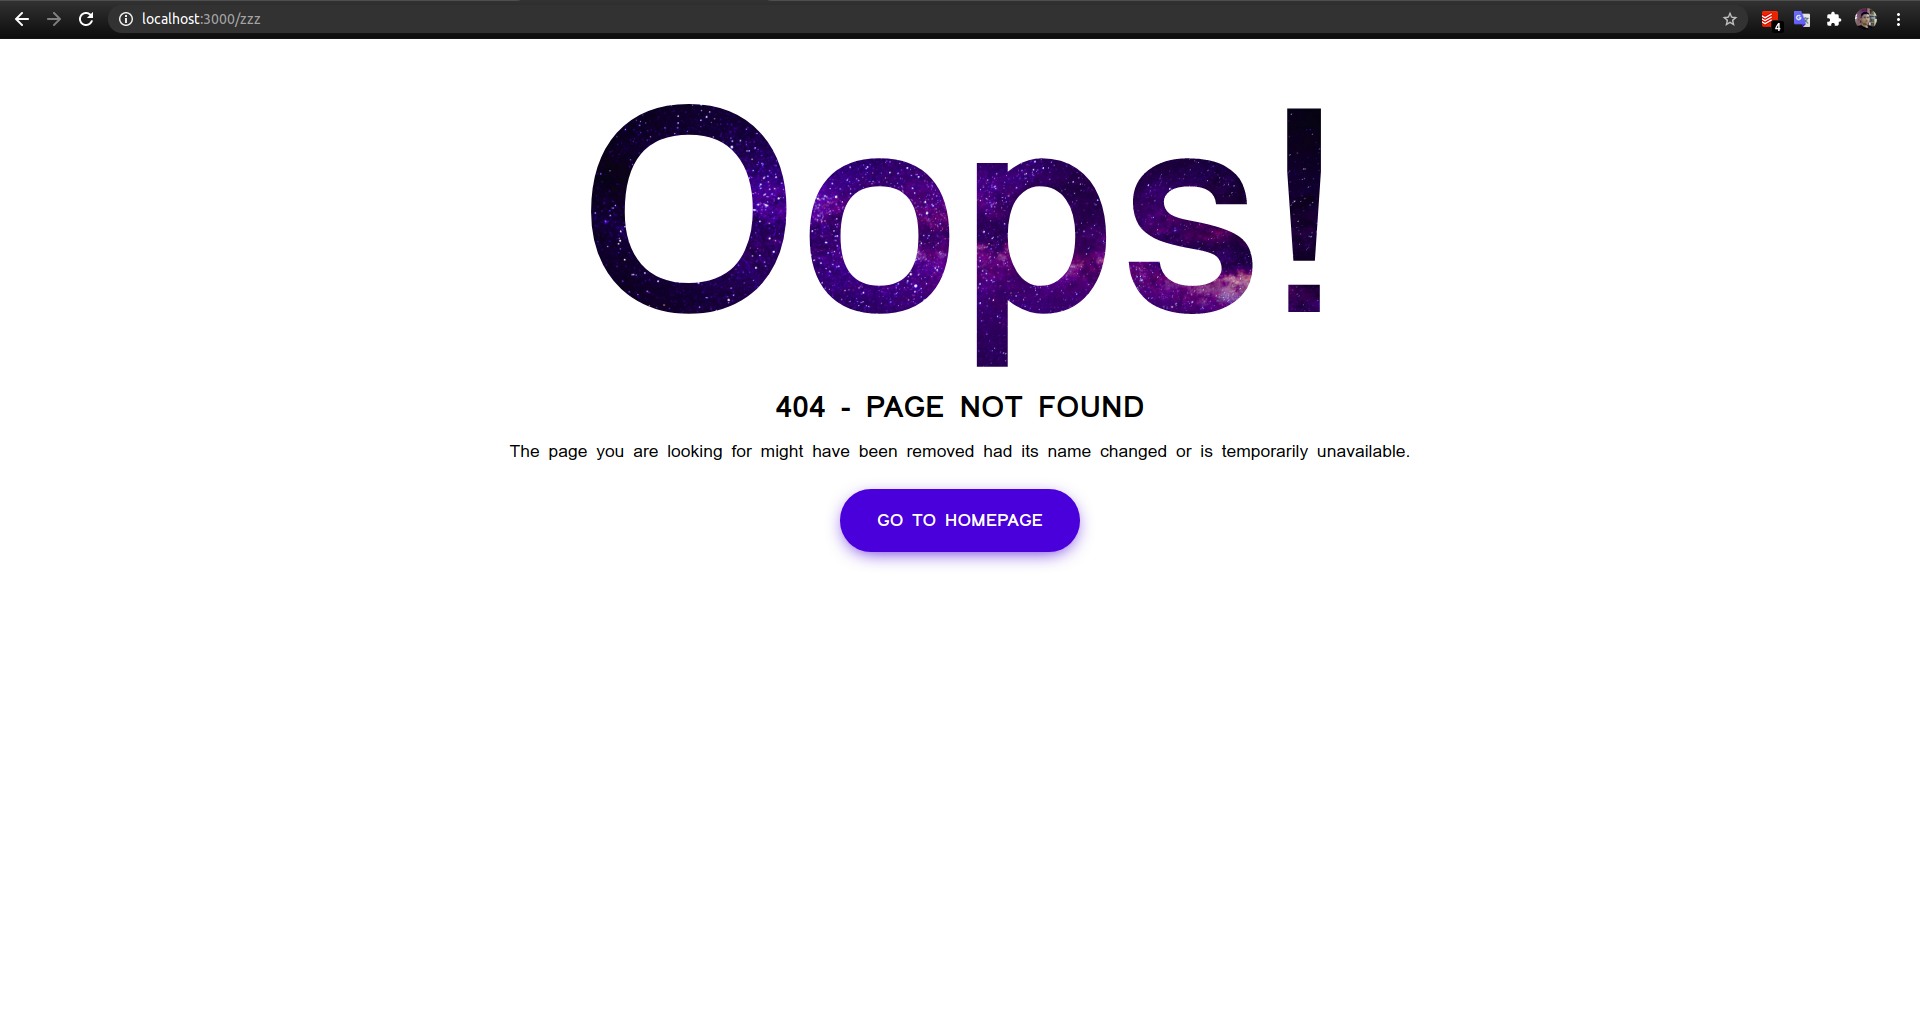 localhost:3000/zzz
4
G
Oops!
404 - PAGE NOT FOUND
The page you are looking for might have been removed had its name changed or is temporarily unavailable.
GO TO HOMEPAGE